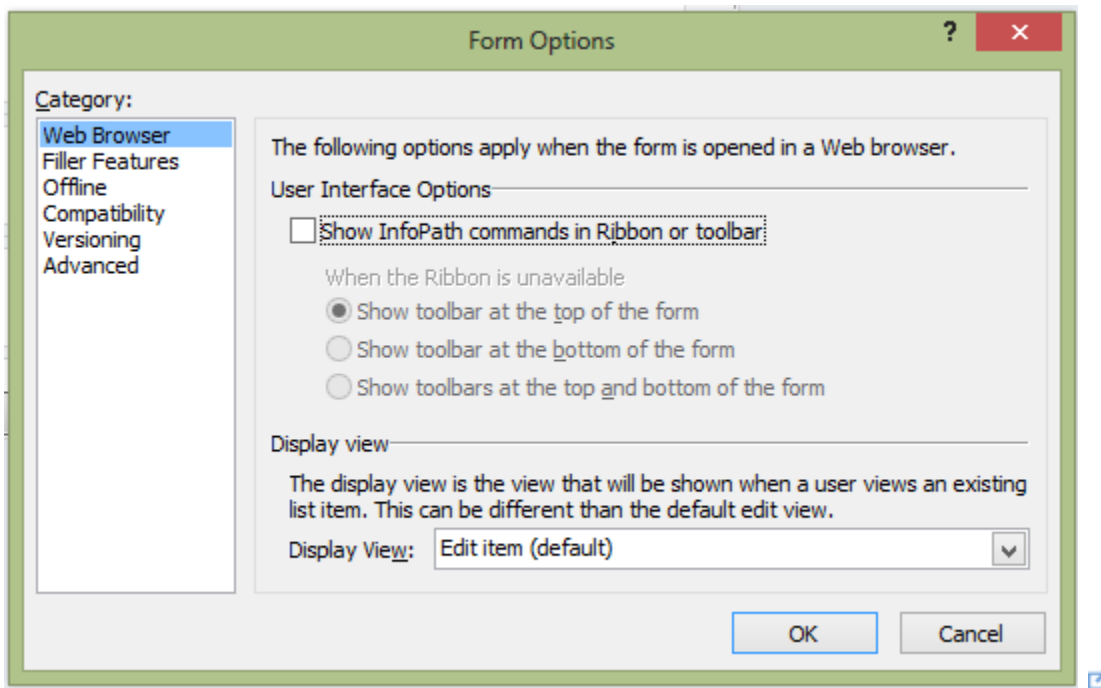 Form Options
?
Category:
Web Browser
Filler Features
Offline
Compatibility
Versioning
Advanced
The following options apply when the form is opened in a Web browser.
User Interface Options
Show InfoPath commands in Ribbon or toolbar
When the Ribbon is unavailable
Show toolbar at the top of the form
Show toolbar at the bottom of the form
Show toolbars at the top and bottom of the form
Display view
The display view is the view that will be shown when a user views an existing
list item. This can be different than the default edit view.
Display View: Edit item (default)
OK Cancel